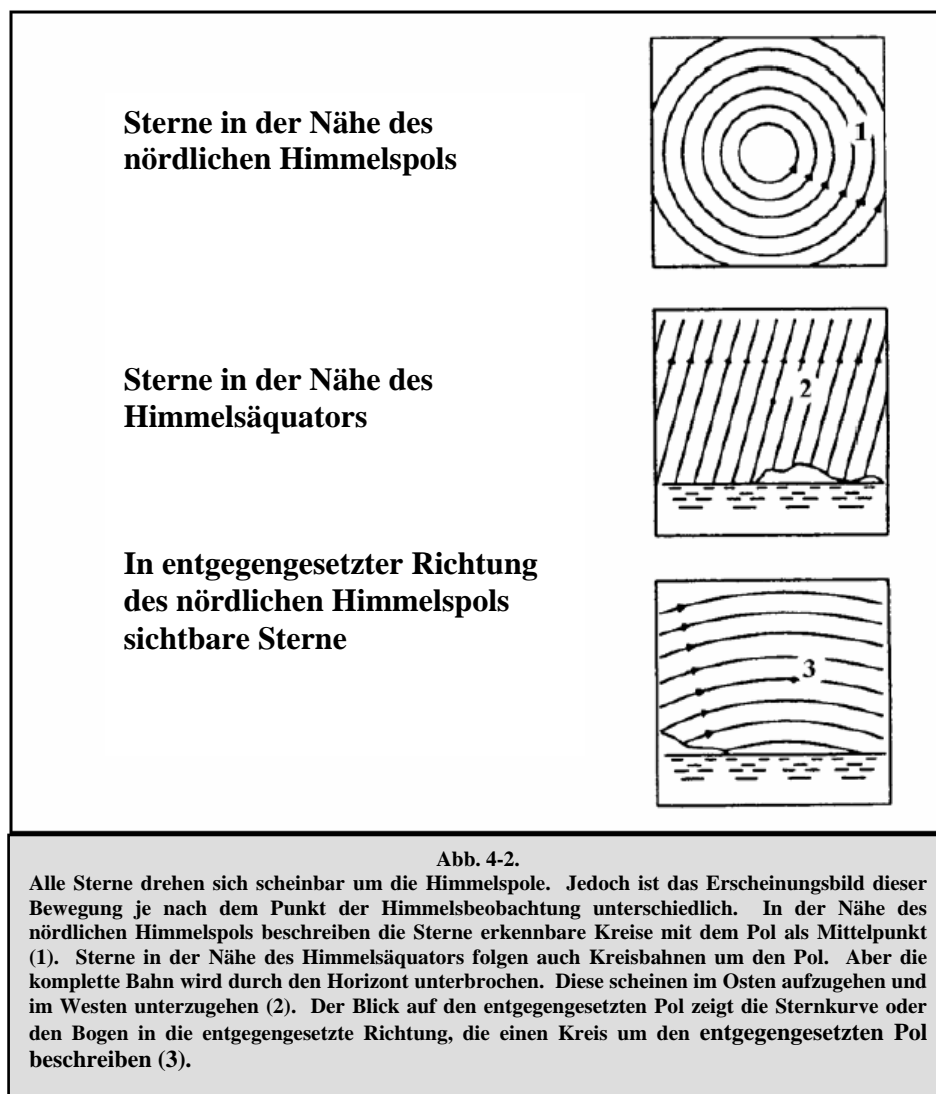 Sterne in der Nähe des
nördlichen Himmelspols
1
Sterne in der Nähe des
Himmelsäquators
2
In entgegengesetzter Richtung
des nördlichen Himmelspols
sichtbare Sterne
3
Abb. 4-2.
Alle Sterne drehen sich scheinbar um die Himmelspole. Jedoch ist das Erscheinungsbild dieser
Bewegung je nach dem Punkt der Himmelsbeobachtung unterschiedlich. In der Nähe des
nördlichen Himmelspols beschreiben die Sterne erkennbare Kreise mit dem Pol als Mittelpunkt
(1). Sterne in der Nähe des Himmelsäquators folgen auch Kreisbahnen um den Pol. Aber die
komplette Bahn wird durch den Horizont unterbrochen. Diese scheinen im Osten aufzugehen und
im Westen unterzugehen (2). Der Blick auf den entgegengesetzten Pol zeigt die Sternkurve oder
den Bogen in die entgegengesetzte Richtung, die einen Kreis um den entgegengesetzten Pol
beschreiben (3).